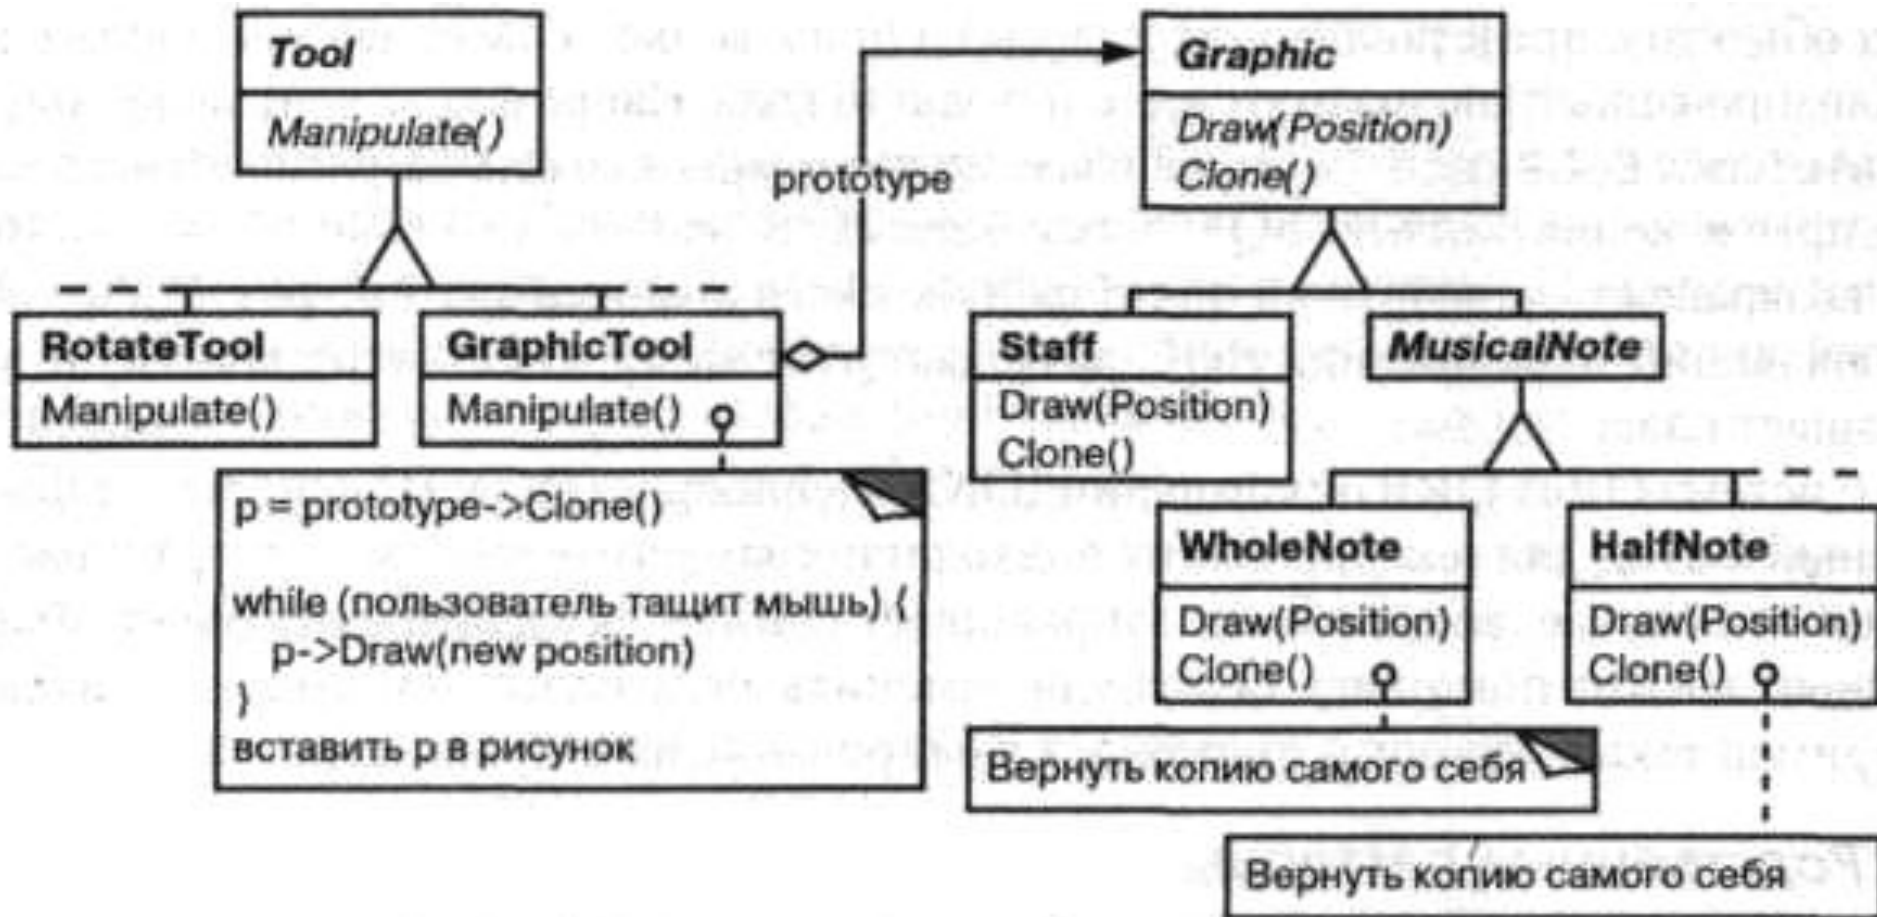 Tool
Manipulate()
Graphic
Draw(Position)
Clone()
prototype
RotateTool
Manipulate()
GraphicTool
Manipulate()
Staff
Draw(Position)
Clone()
MusicalNote
p = prototype->Clone()
while (пользователь тащит мышь) {
p->Draw(new position)
}
вставить p в рисунок
WholeNote
Draw(Position)
Clone()
HalfNote
Draw(Position)
Clone()
Вернуть копию самого себя
Вернуть копию самого себя